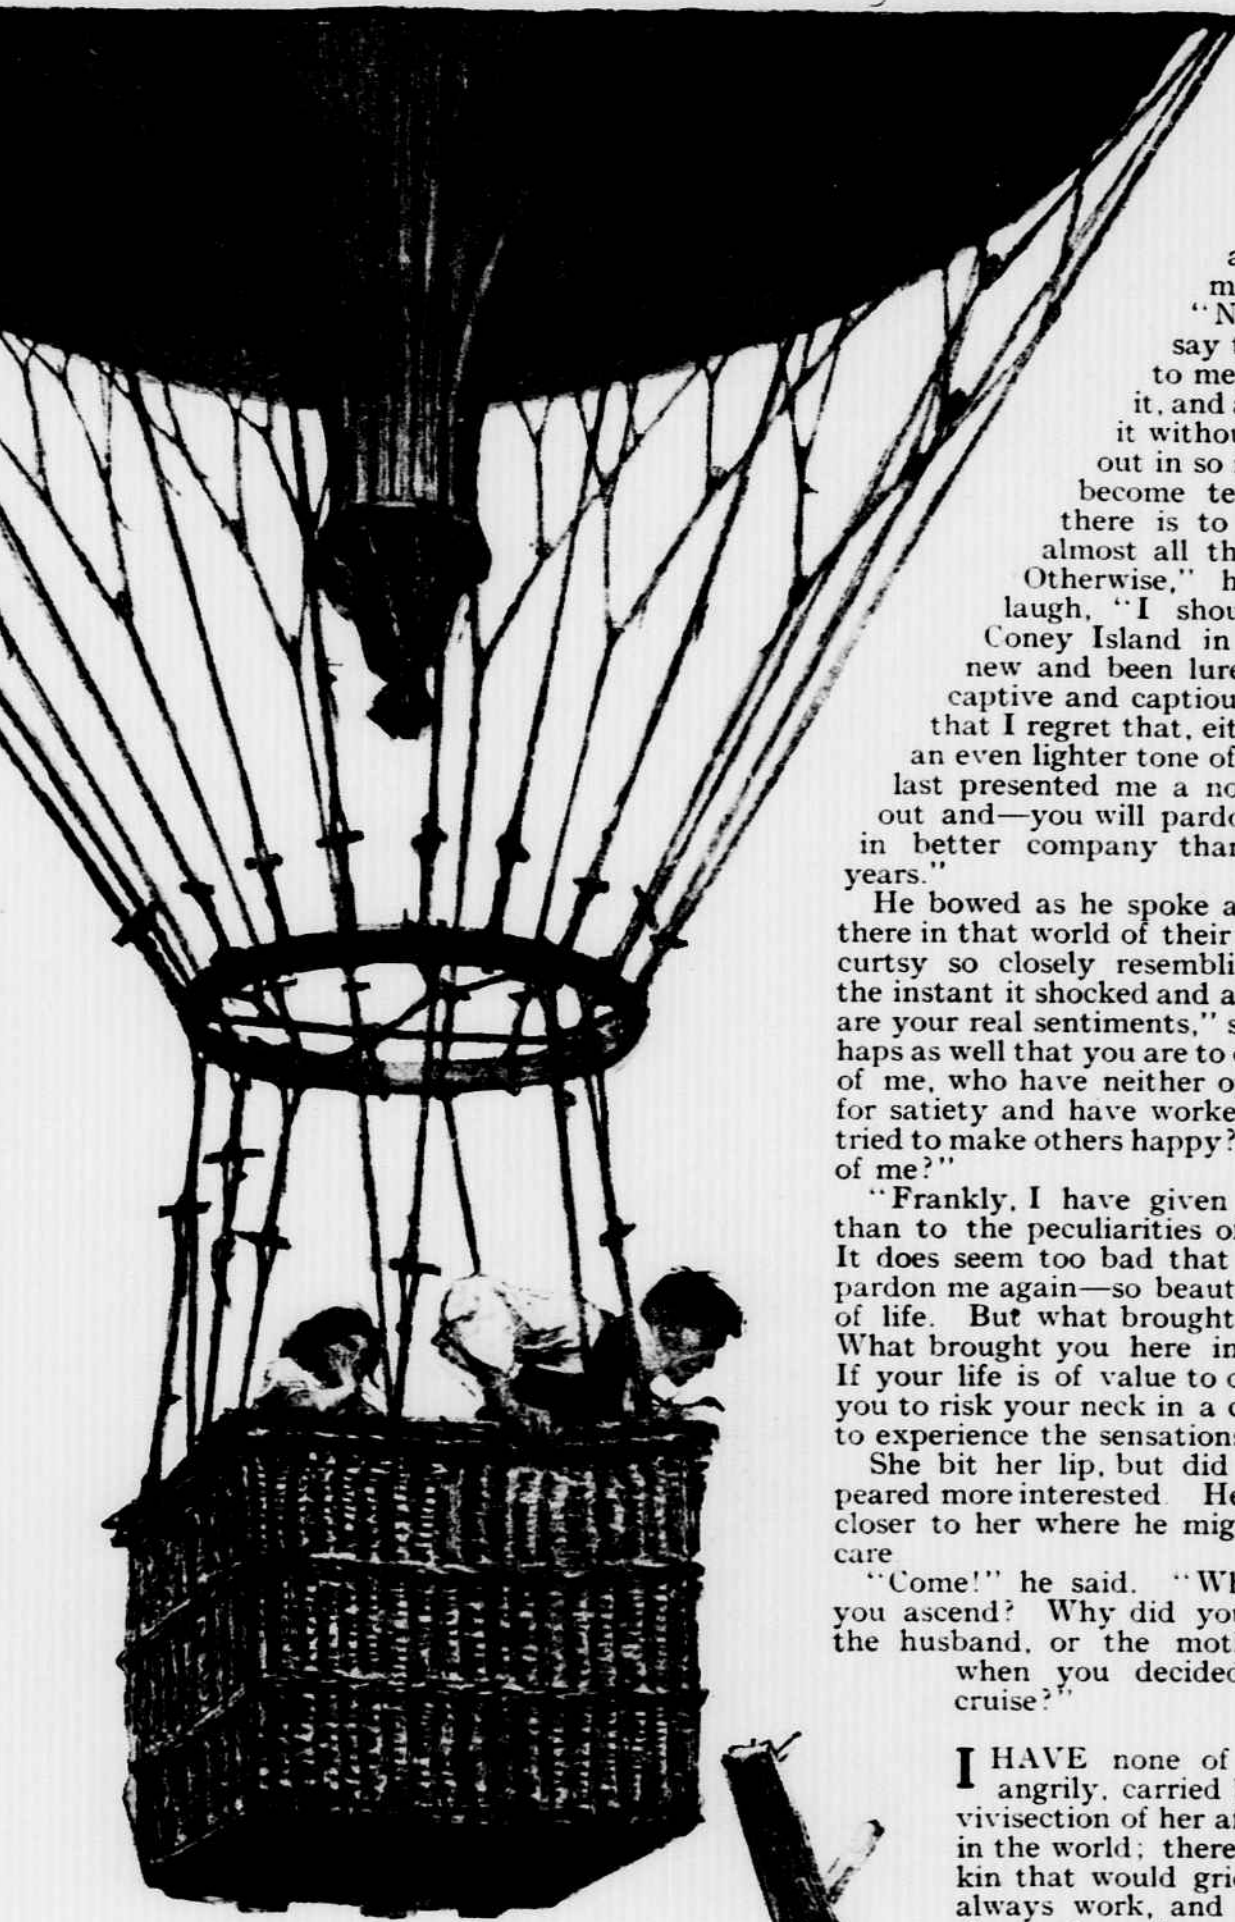 a
m
“N
say t
to me
it, and a
it withou
out in so
become te
there is to
almost all th
Otherwise,” h
laugh, “I shou
Coney Island in
new and been lure
captive and captiou
that I regret that, eit
an even lighter tone of
last presented me a no
out and—you will pardo
in better company than
years.”
He bowed as he spoke a
there in that world of their
curtsy so closely resembli
the instant it shocked and a
are your real sentiments,” s
haps as well that you are to
of me, who have neither o
for satiety and have worke
tried to make others happy?
of me?”
“Frankly, I have given
than to the peculiarities o
It does seem too bad that
pardon me again—so beaut
of life. But what brought
What brought you here in
If your life is of value to o
you to risk your neck in a
to experience the sensation
She bit her lip, but did
peared more interested. He
closer to her where he mig
care
“Come!” he said. “Wh
you ascend? Why did you
the husband, or the mot
when you decided
cruise?”
I HAVE none of
angrily, carried
vivisection of her a
in the world; there
kin that would grie
always work, and